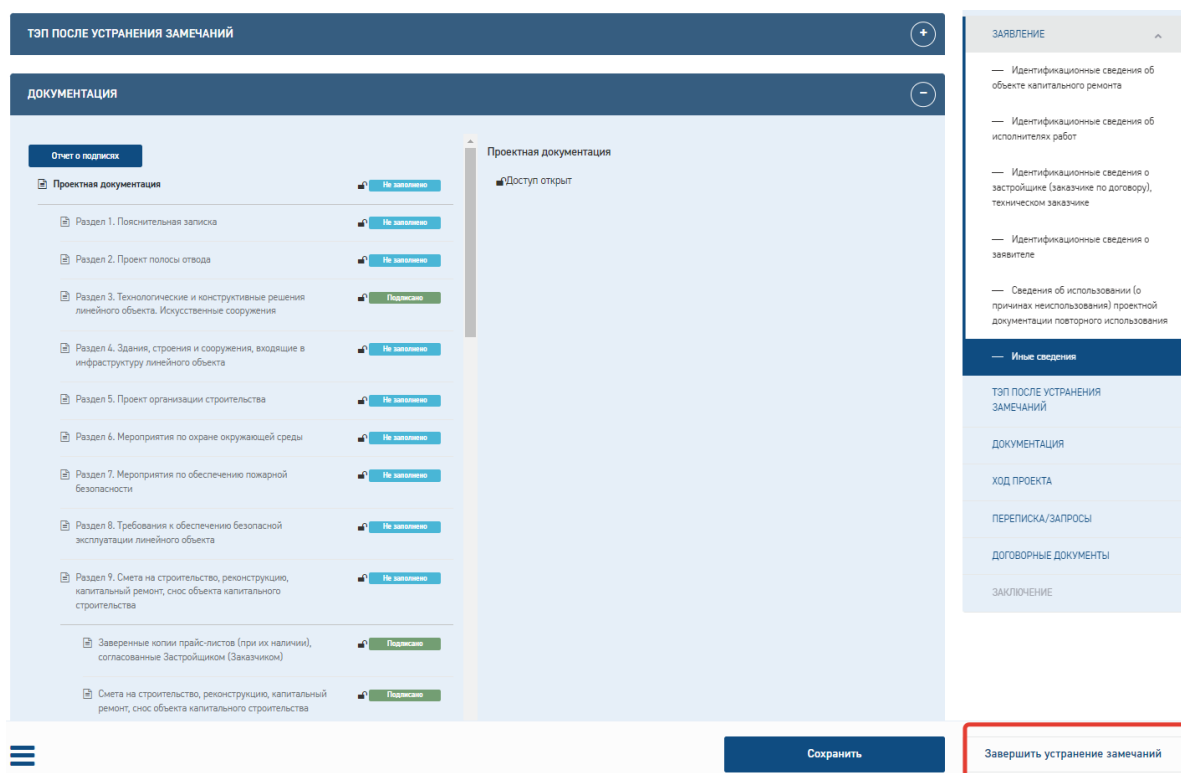 ТЭП ПОСЛЕ УСТРАНЕНИЯ ЗАМЕЧАНИЙ
ДОКУМЕНТАЦИЯ
Отчет о подписях
Проектная документация
Не заполнено
Раздел 1. Пояснительная записка
Не заполнено
Раздел 2. Проект полосы отвода
Не заполнено
Раздел 3. Технологические и конструктивные решения
линейного объекта. Искусственные сооружения
Подписано
Раздел 4. Здания, строения и сооружения, входящие в
инфраструктуру линейного объекта
Не заполнено
Раздел 5. Проект организации строительства
Не заполнено
Раздел 6. Мероприятия по охране окружающей среды
Не заполнено
Раздел 7. Мероприятия по обеспечению пожарной
безопасности
Не заполнено
Раздел 8. Требования к обеспечению безопасной
эксплуатации линейного объекта
Не заполнено
Раздел 9. Смета на строительство, реконструкцию,
капитальный ремонт, снос объекта капитального
строительства
Не заполнено
Заверенные копии прайс-листов (при их наличии),
согласованные Застройщиком (Заказчиком)
Подписано
Смета на строительство, реконструкцию, капитальный
ремонт, снос объекта капитального строительства
Подписано
Проектная документация
Доступ открыт
ЗАЯВЛЕНИЕ
— Идентификационные сведения об
объекте капитального ремонта
— Идентификационные сведения об
исполнителях работ
— Идентификационные сведения о
застройщике (заказчике по договору),
техническом заказчике
— Идентификационные сведения о
заявителе
— Сведения об использовании (о
причинах неиспользования) проектной
документации повторного использования
— Иные сведения
ТЭП ПОСЛЕ УСТРАНЕНИЯ
ЗАМЕЧАНИЙ
ДОКУМЕНТАЦИЯ
ХОД ПРОЕКТА
ПЕРЕПИСКА/ЗАПРОСЫ
ДОГОВОРНЫЕ ДОКУМЕНТЫ
ЗАКЛЮЧЕНИЕ
Сохранить
Завершить устранение замечаний